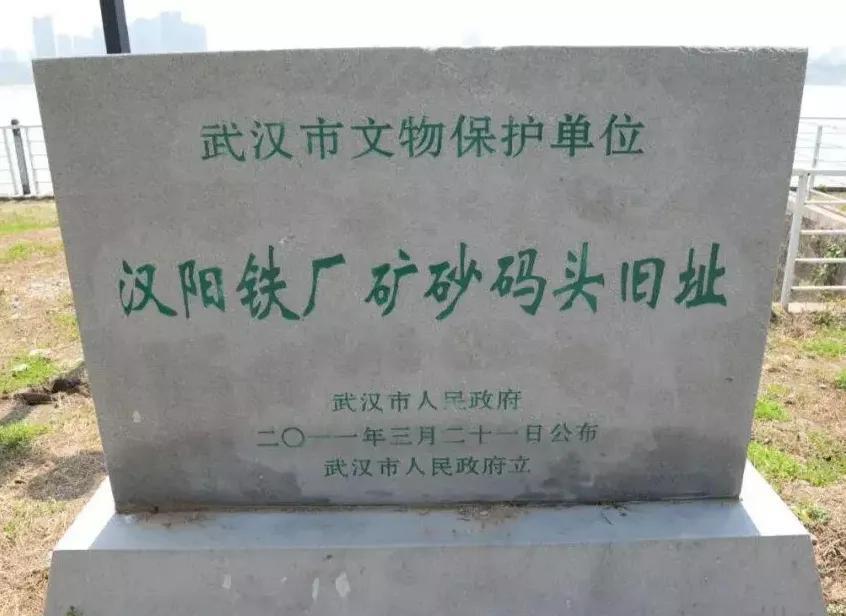 武汉市文物保护单位
汉阳铁厂矿砂码头旧址
武汉市人民政府
二〇一一年三月二十一日公布
武汉市人民政府立